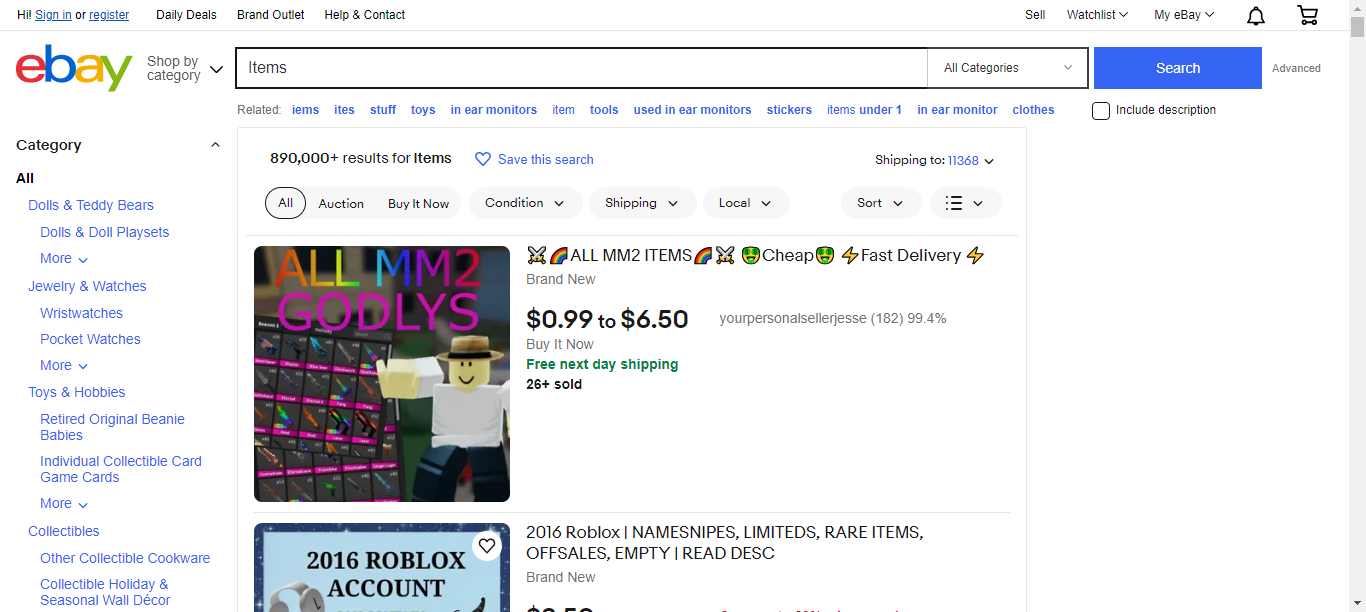 Hi! Sign in or register Daily Deals Brand Outlet Help & Contact Sell Watchlist My eBay
ebay Shop by category Items All Categories Search Advanced
Related: iems ites stuff toys in ear monitors item tools used in ear monitors stickers items under 1 in ear monitor clothes Include description
Category
All
Dolls & Teddy Bears
Dolls & Doll Playsets
More
Jewelry & Watches
Wristwatches
Pocket Watches
More
Toys & Hobbies
Retired Original Beanie
Babies
Individual Collectible Card
Game Cards
More
Collectibles
Other Collectible Cookware
Collectible Holiday &
Seasonal Wall Décor
890,000+ results for Items Save this search Shipping to: 11368
All Auction Buy It Now Condition Shipping Local Sort
ALL MM2
GODLYS
⚔️🌈ALL MM2 ITEMS🌈⚔️ 🤑Cheap🤑 ⚡Fast Delivery ⚡
Brand New
$0.99 to $6.50 yourpersonalsellerjesse (182) 99.4%
Buy It Now
Free next day shipping
26+ sold
2016 ROBLOX
ACCOUNT
2016 Roblox | NAMESNIPES, LIMITEDS, RARE ITEMS,
OFFSALES, EMPTY | READ DESC
Brand New